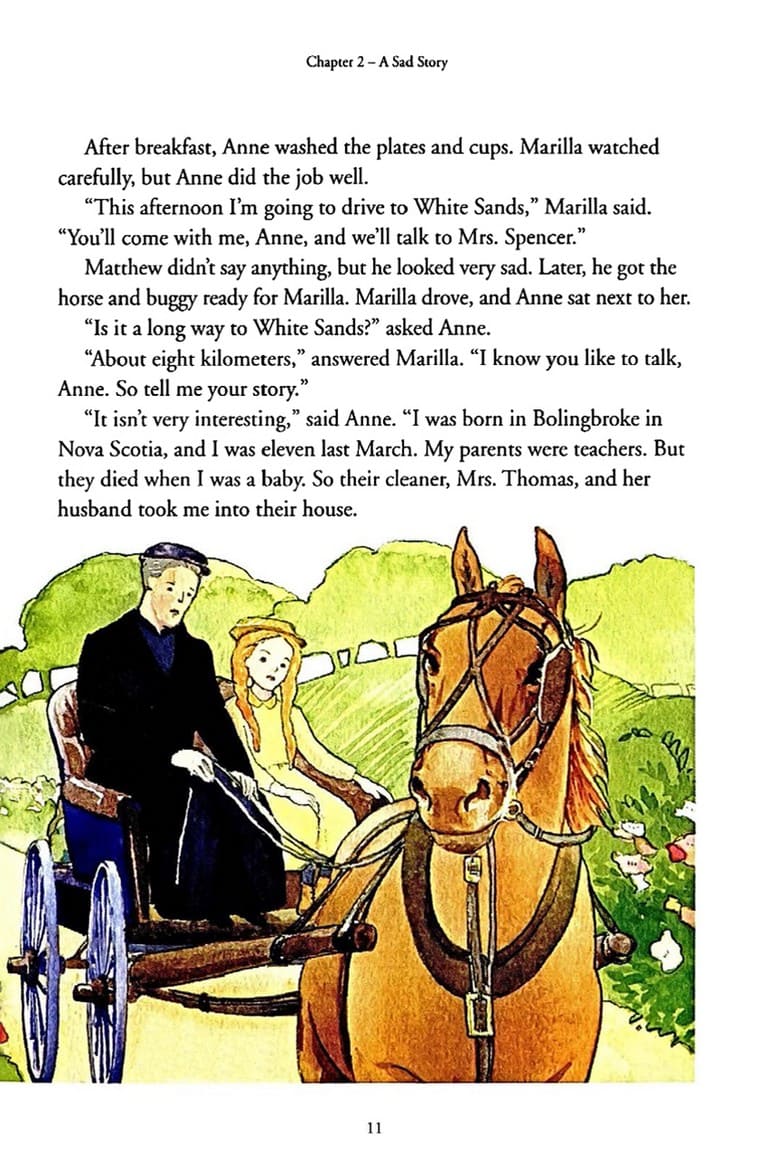 Chapter 2 – A Sad Story
After breakfast, Anne washed the plates and cups. Marilla watched
carefully, but Anne did the job well.
“This afternoon I’m going to drive to White Sands,” Marilla said.
“You’ll come with me, Anne, and we’ll talk to Mrs. Spencer.”
Matthew didn’t say anything, but he looked very sad. Later, he got the
horse and buggy ready for Marilla. Marilla drove, and Anne sat next to her.
“Is it a long way to White Sands?” asked Anne.
“About eight kilometers,” answered Marilla. “I know you like to talk,
Anne. So tell me your story.”
“It isn’t very interesting,” said Anne. “I was born in Bolingbroke in
Nova Scotia, and I was eleven last March. My parents were teachers. But
they died when I was a baby. So their cleaner, Mrs. Thomas, and her
husband took me into their house.
11